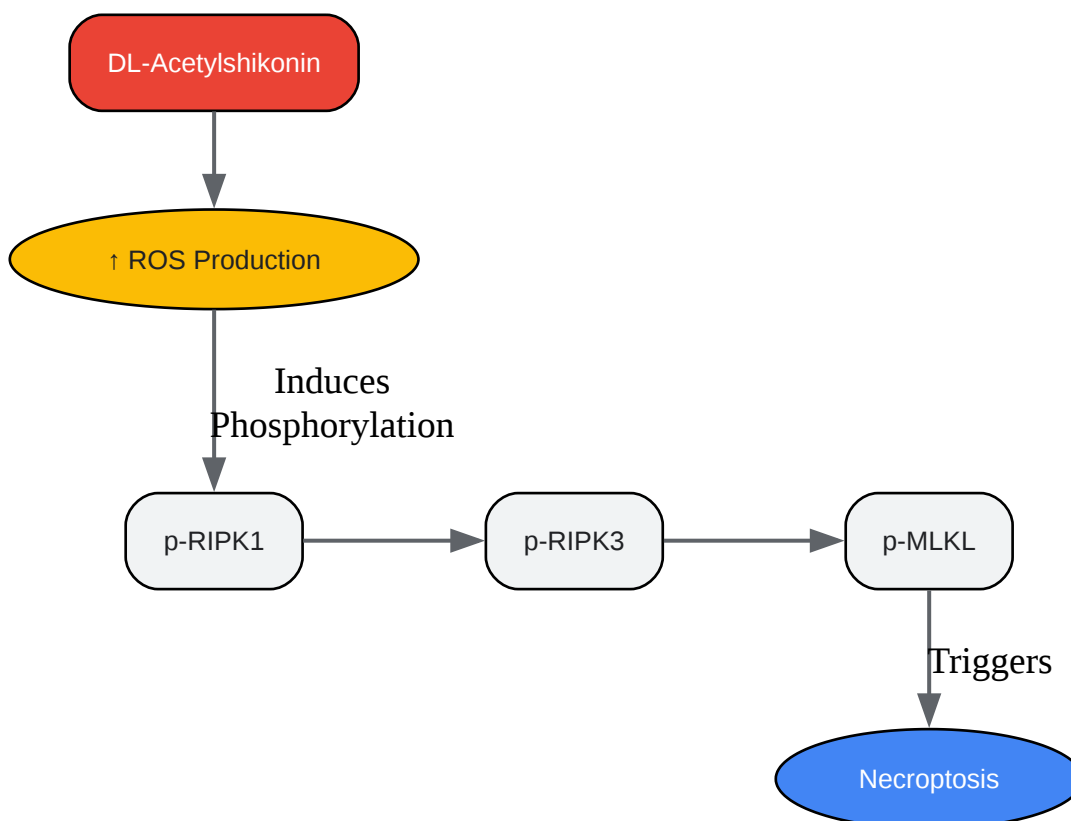 DL-Acetylshikonin
↑ ROS Production
Induces
Phosphorylation
p-RIPK1
p-RIPK3
p-MLKL
Triggers
Necroptosis